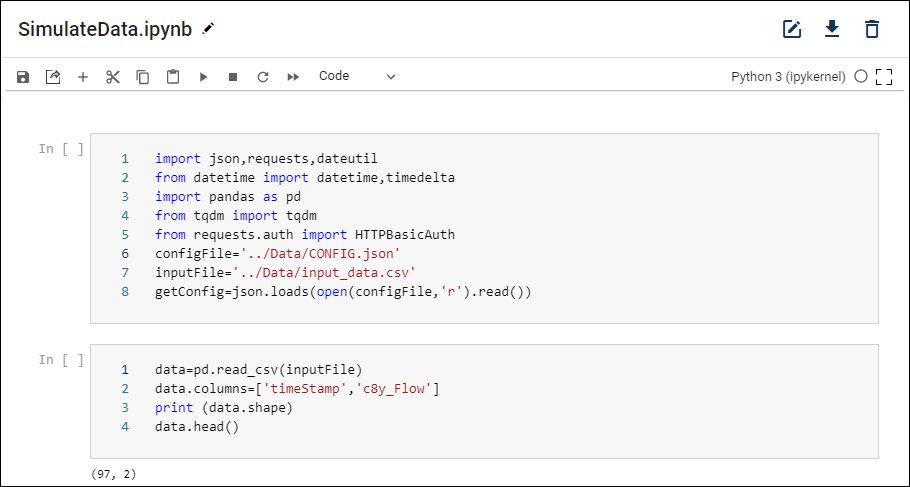 SimulateData.ipynb
Code
Python 3 (ipykernel)
In [ ]
1 import json,requests,dateutil
2 from datetime import datetime,timedelta
3 import pandas as pd
4 from tqdm import tqdm
5 from requests.auth import HTTPBasicAuth
6 configFile='../Data/CONFIG.json'
7 inputFile='../Data/input_data.csv'
8 getConfig=json.loads(open(configFile,'r').read())
In [ ]
1 data=pd.read_csv(inputFile)
2 data.columns=['timeStamp','c8y_Flow']
3 print (data.shape)
4 data.head()
(97, 2)